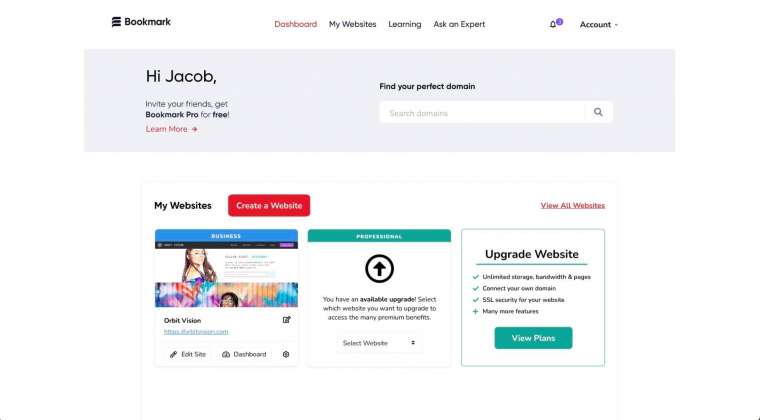 Bookmark
Dashboard My Websites Learning Ask an Expert
Account
Hi Jacob,
Invite your friends, get
Bookmark Pro for free!
Learn More →
Find your perfect domain
Search domains
My Websites
Create a Website
View All Websites
BUSINESS
Orbit Vision
https://orbitvision.com
Edit Site Dashboard
PROFESSIONAL
You have an available upgrade! Select
which website you want to upgrade to
access the many premium benefits.
Select Website
Upgrade Website
Unlimited storage, bandwidth & pages
Connect your own domain
SSL security for your website
Many more features
View Plans